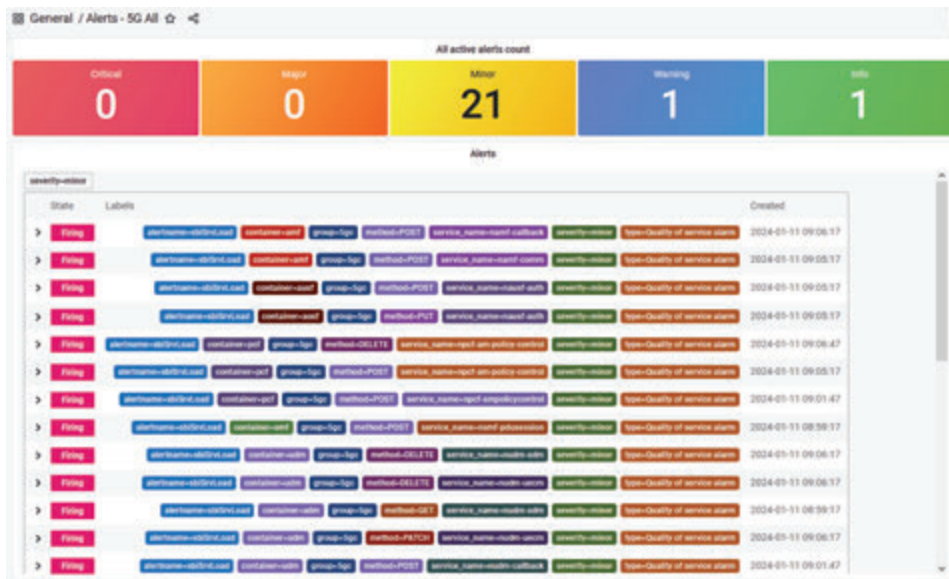 General / Alerts - 5G All
All active alerts count
Critical Major Minor Warning Info
0 0 21 1 1
Alerts
severity=minor
State Labels Created
Firing alertname=sbiSrvLoad container=amf group=5gc method=POST service_name=namf-callback severity=minor type=Quality of service alarm 2024-01-11 09:06:17
Firing alertname=sbiSrvLoad container=amf group=5gc method=POST service_name=namf-comm severity=minor type=Quality of service alarm 2024-01-11 09:05:17
Firing alertname=sbiSrvLoad container=ausf group=5gc method=POST service_name=nausf-auth severity=minor type=Quality of service alarm 2024-01-11 09:05:17
Firing alertname=sbiSrvLoad container=ausf group=5gc method=PUT service_name=nausf-auth severity=minor type=Quality of service alarm 2024-01-11 09:05:17
Firing alertname=sbiSrvLoad container=pcf group=5gc method=DELETE service_name=npcf-am-policy-control severity=minor type=Quality of service alarm 2024-01-11 09:06:47
Firing alertname=sbiSrvLoad container=pcf group=5gc method=POST service_name=npcf-am-policy-control severity=minor type=Quality of service alarm 2024-01-11 09:05:17
Firing alertname=sbiSrvLoad container=pcf group=5gc method=POST service_name=npcf-smpolicycontrol severity=minor type=Quality of service alarm 2024-01-11 09:01:47
Firing alertname=sbiSrvLoad container=smf group=5gc method=POST service_name=nsmf-pdusession severity=minor type=Quality of service alarm 2024-01-11 08:59:17
Firing alertname=sbiSrvLoad container=udm group=5gc method=DELETE service_name=nudm-sdm severity=minor type=Quality of service alarm 2024-01-11 09:06:17
Firing alertname=sbiSrvLoad container=udm group=5gc method=DELETE service_name=nudm-uecm severity=minor type=Quality of service alarm 2024-01-11 09:06:17
Firing alertname=sbiSrvLoad container=udm group=5gc method=GET service_name=nudm-sdm severity=minor type=Quality of service alarm 2024-01-11 08:59:17
Firing alertname=sbiSrvLoad container=udm group=5gc method=PATCH service_name=nudm-uecm severity=minor type=Quality of service alarm 2024-01-11 09:06:17
Firing alertname=sbiSrvLoad container=udm group=5gc method=POST service_name=nudm-callback severity=minor type=Quality of service alarm 2024-01-11 09:01:47